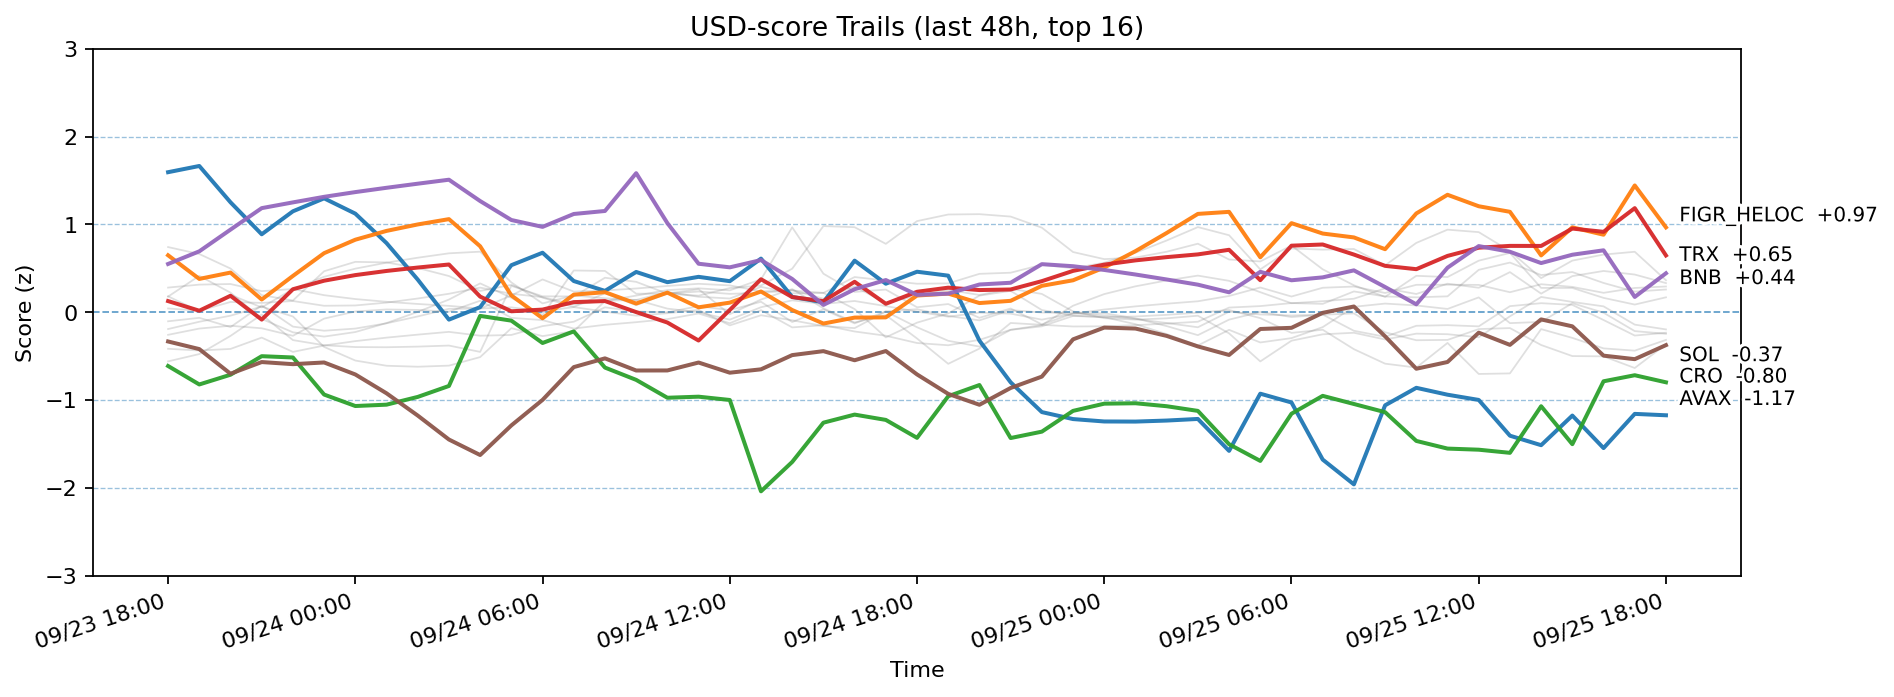 USD-score Trails (last 48h, top 16)
Score (z)
3
2
1
0
−1
−2
−3
FIGR_HELOC +0.97
TRX +0.65
BNB +0.44
SOL -0.37
CRO -0.80
AVAX -1.17
09/23 18:00
09/24 00:00
09/24 06:00
09/24 12:00
09/24 18:00
09/25 00:00
09/25 06:00
09/25 12:00
09/25 18:00
Time